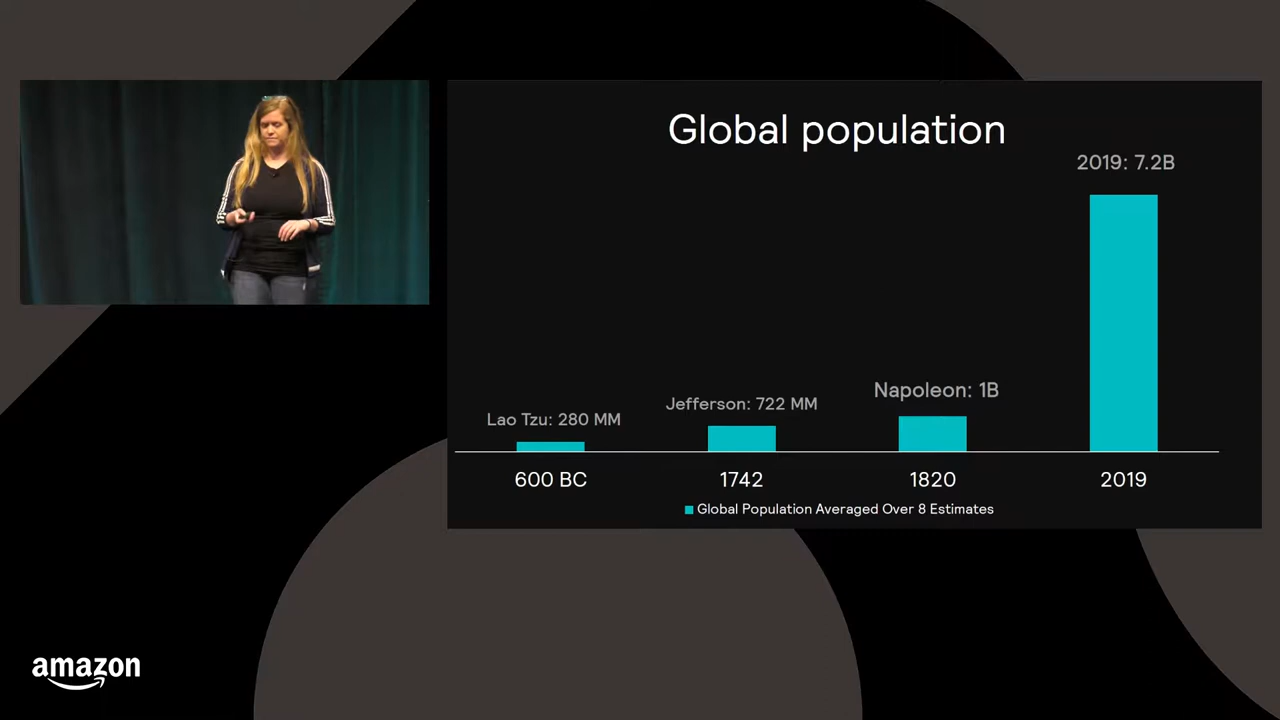 Global population
2019: 7.2B
Napoleon: 1B
Jefferson: 722 MM
Lao Tzu: 280 MM
600 BC
1742
1820
2019
Global Population Averaged Over 8 Estimates
amazon